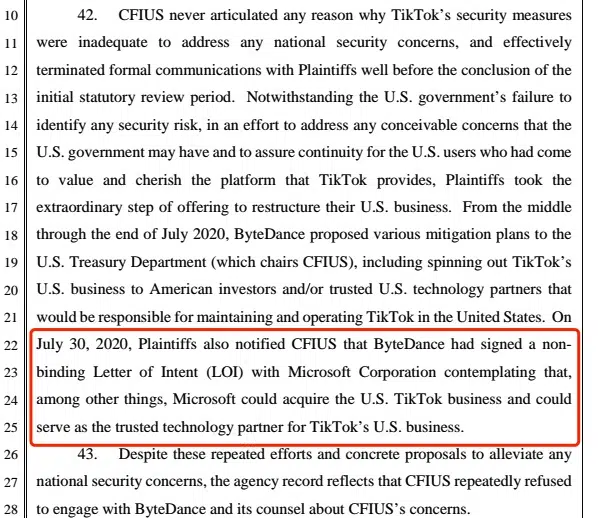 10 42. CFIUS never articulated any reason why TikTok's security measures
11 were inadequate to address any national security concerns, and effectively
12 terminated formal communications with Plaintiffs well before the conclusion of the
13 initial statutory review period. Notwithstanding the U.S. government's failure to
14 identify any security risk, in an effort to address any conceivable concerns that the
15 U.S. government may have and to assure continuity for the U.S. users who had come
16 to value and cherish the platform that TikTok provides, Plaintiffs took the
17 extraordinary step of offering to restructure their U.S. business. From the middle
18 through the end of July 2020, ByteDance proposed various mitigation plans to the
19 U.S. Treasury Department (which chairs CFIUS), including spinning out TikTok's
20 U.S. business to American investors and/or trusted U.S. technology partners that
21 would be responsible for maintaining and operating TikTok in the United States. On
22 July 30, 2020, Plaintiffs also notified CFIUS that ByteDance had signed a non-
23 binding Letter of Intent (LOI) with Microsoft Corporation contemplating that,
24 among other things, Microsoft could acquire the U.S. TikTok business and could
25 serve as the trusted technology partner for TikTok's U.S. business.
26 43. Despite these repeated efforts and concrete proposals to alleviate any
27 national security concerns, the agency record reflects that CFIUS repeatedly refused
28 to engage with ByteDance and its counsel about CFIUS's concerns.